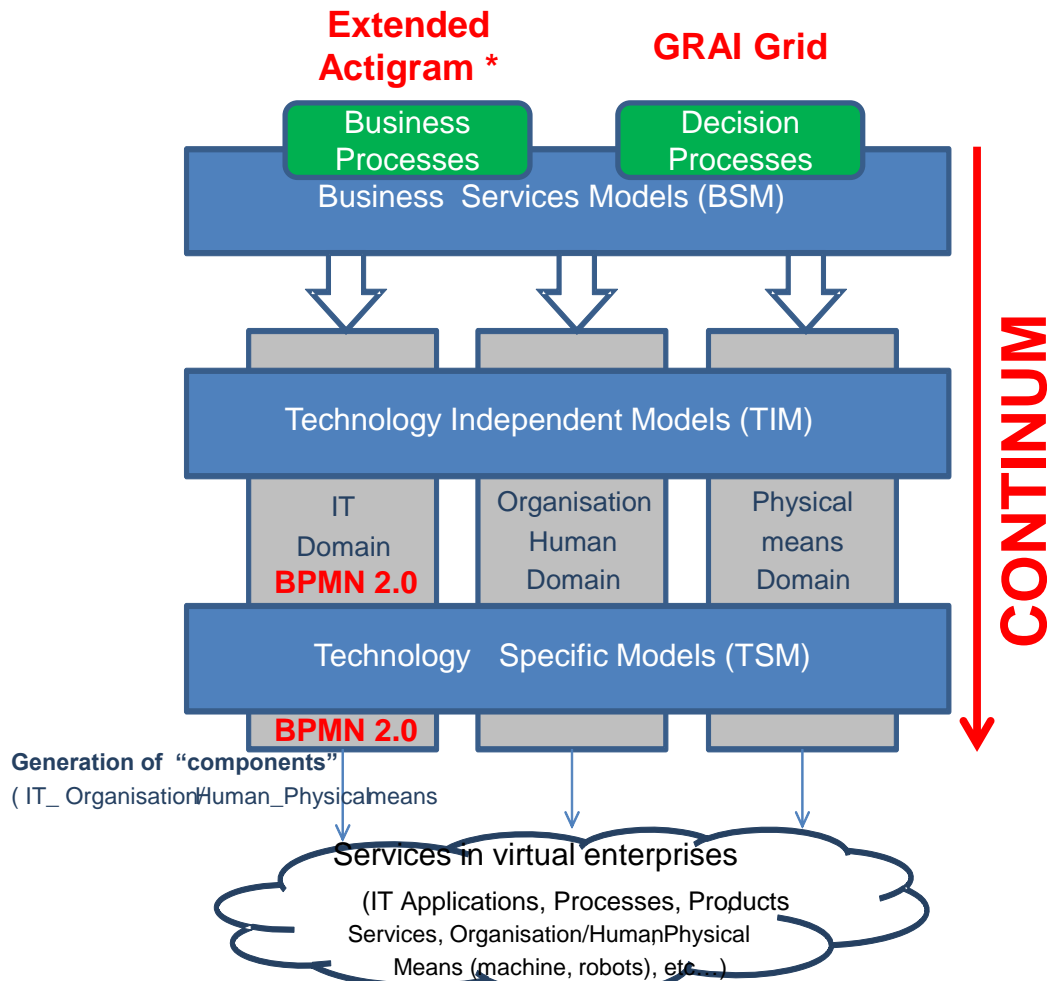 Extended
Actigram *
GRAI Grid
Business
Processes
Decision
Processes
Business Services Models (BSM)
Technology Independent Models (TIM)
IT
Domain
BPMN 2.0
Organisation
Human
Domain
Physical
means
Domain
Technology Specific Models (TSM)
BPMN 2.0
CONTINUUM
Generation of “components”
( IT_ Organisation/Human_Physical means
Services in virtual enterprises
(IT Applications, Processes, Products,
Services, Organisation/Human, Physical
Means (machine, robots), etc…)